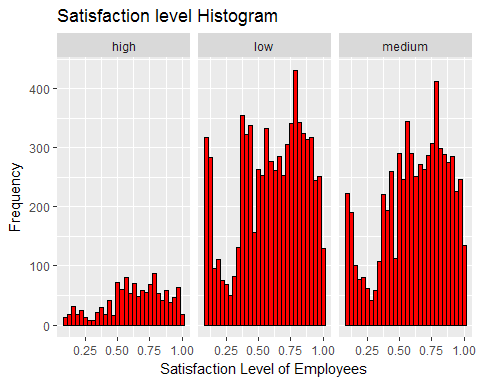 Satisfaction level Histogram
high low medium
Frequency
400
300
200
100
0
0.25 0.50 0.75 1.00 0.25 0.50 0.75 1.00 0.25 0.50 0.75 1.00
Satisfaction Level of Employees